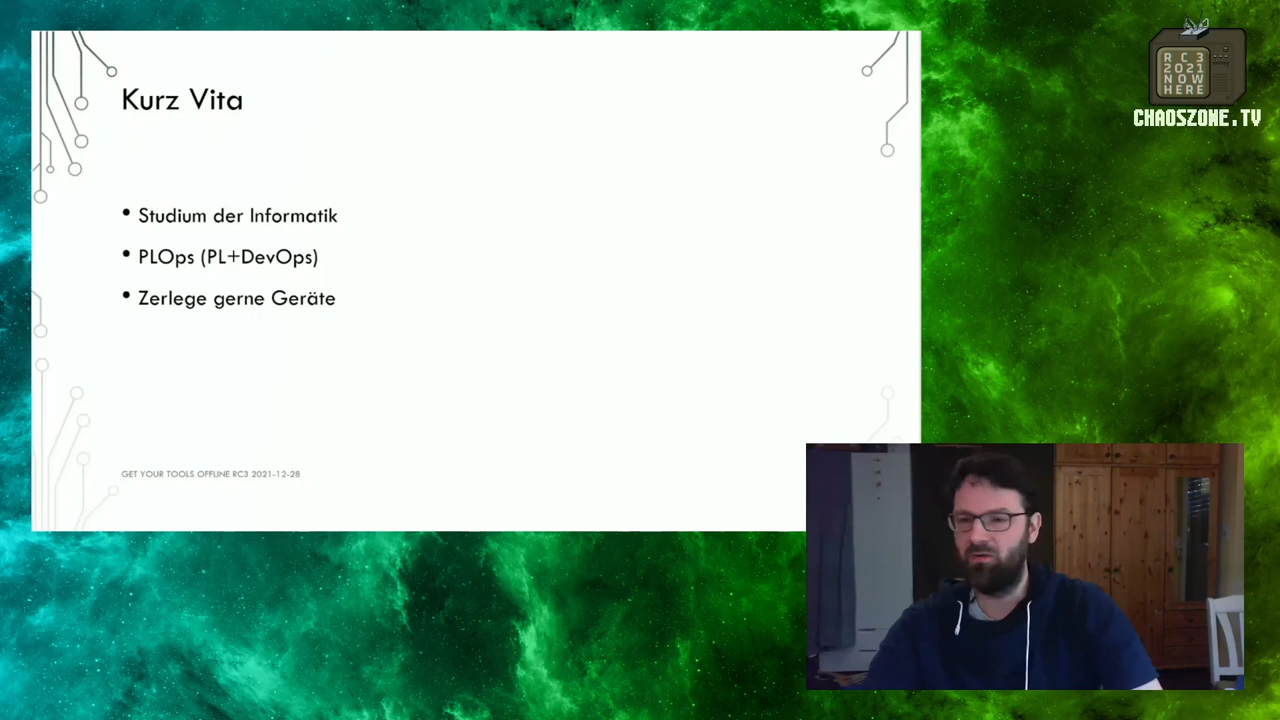 Kurz Vita
• Studium der Informatik
• PLOps (PL+DevOps)
• Zerlege gerne Geräte
GET YOUR TOOLS OFFLINE RC3 2021-12-28
RC3
2021
NOW
HERE
CHAOSZONE.TV